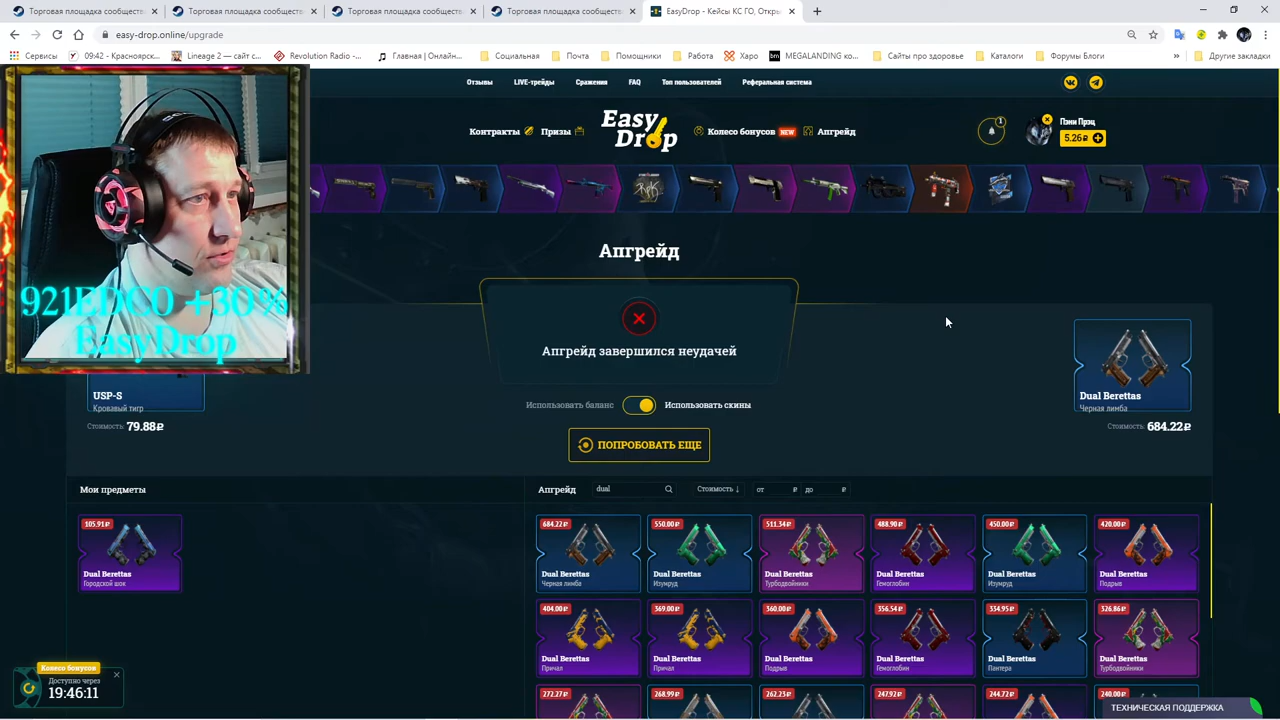 Торговая площадка сообществ
Торговая площадка сообществ
Торговая площадка сообществ
Торговая площадка сообществ
EasyDrop - Кейсы КС ГО, Откры
easy-drop.online/upgrade
Сервисы
09:42 - Красноярск...
Lineage 2 — сайт с...
Revolution Radio -...
Главная | Онлайн...
Социальная
Почта
Помощники
Работа
Харо
MEGALANDING ко...
Сайты про здоровье
Каталоги
Форумы Блоги
»
Другие закладки
Отзывы
LIVE-трейды
Сражения
FAQ
Топ пользователей
Реферальная система
Контракты
Призы
Easy Drop
Колесо бонусов NEW
Апгрейд
1
Пэни Прэц
5.26₽
Апгрейд
921EDC0 +30%
EasyDrop
Апгрейд завершился неудачей
USP-S
Кровавый тигр
Стоимость: 79.88₽
Использовать баланс
Использовать скины
ПОПРОБОВАТЬ ЕЩЕ
Dual Berettas
Черная лимба
Стоимость: 684.22₽
Мои предметы
Апгрейд
dual
Стоимость ↓
от ₽
до ₽
105.91₽
Dual Berettas
Городской шок
684.22₽
550.00₽
511.34₽
488.90₽
450.00₽
420.00₽
Dual Berettas
Dual Berettas
Dual Berettas
Dual Berettas
Dual Berettas
Dual Berettas
Черная лимба
Изумруд
Турбодвойники
Гемоглобин
Изумруд
Подрыв
404.00₽
369.00₽
360.00₽
356.54₽
334.95₽
326.86₽
Dual Berettas
Dual Berettas
Dual Berettas
Dual Berettas
Dual Berettas
Dual Berettas
Причал
Причал
Подрыв
Гемоглобин
Пантера
Турбодвойники
272.27₽
268.99₽
262.23₽
247.92₽
244.72₽
240.00₽
Колесо бонусов
Доступно через
19:46:11
ТЕХНИЧЕСКАЯ ПОДДЕРЖКА